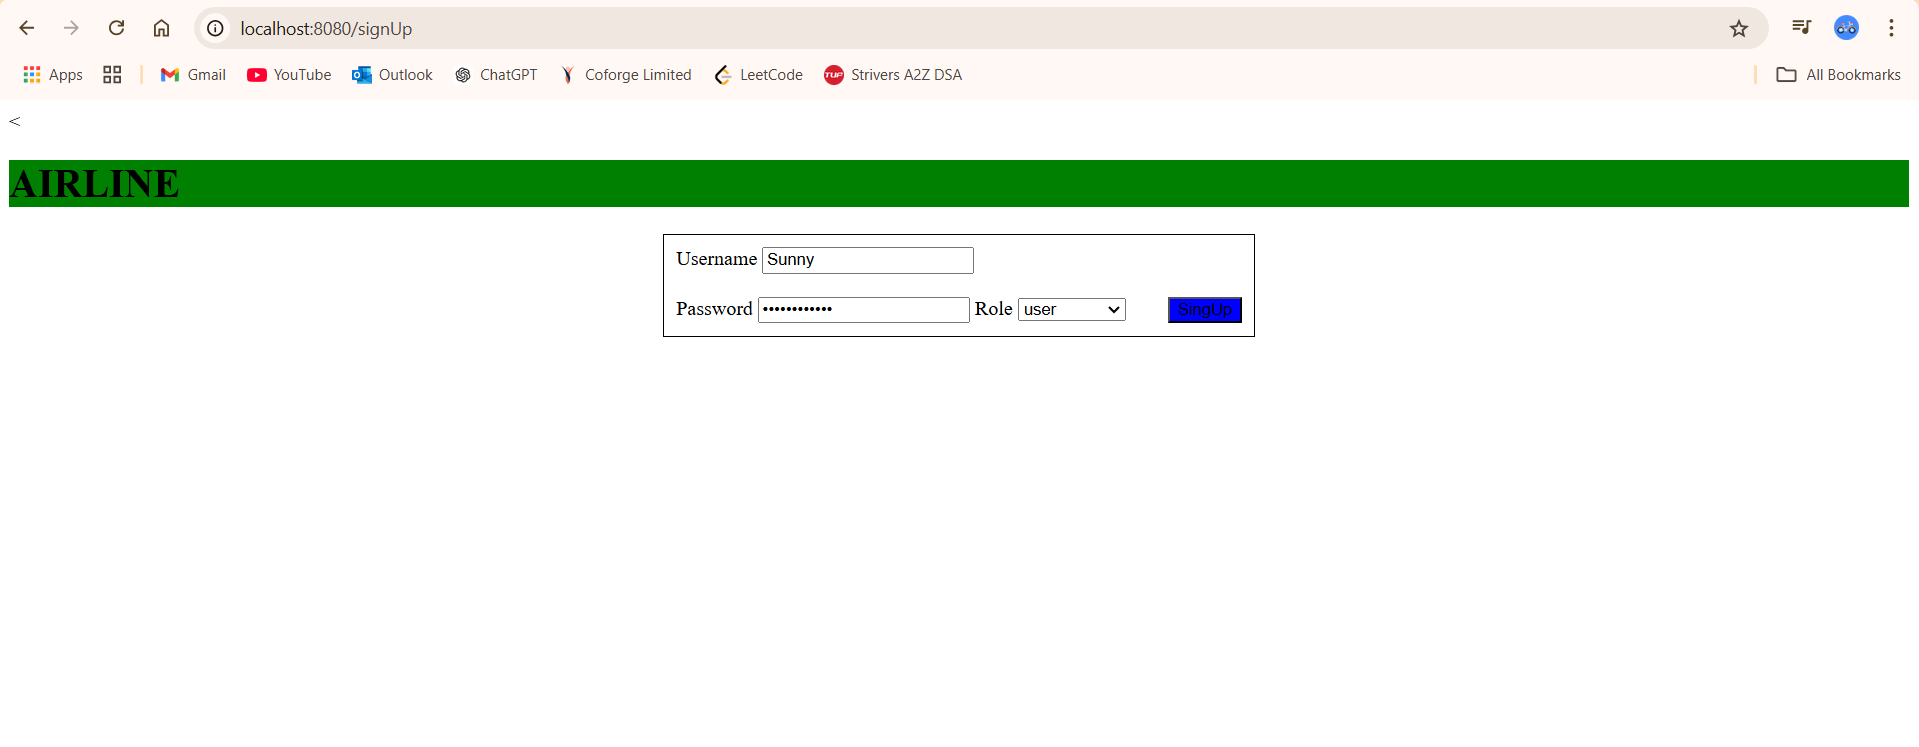 localhost:8080/signUp
Apps Gmail YouTube Outlook ChatGPT Coforge Limited LeetCode TUF Strivers A2Z DSA All Bookmarks
<
AIRLINE
Username Sunny
Password •••••••••••• Role user SingUp